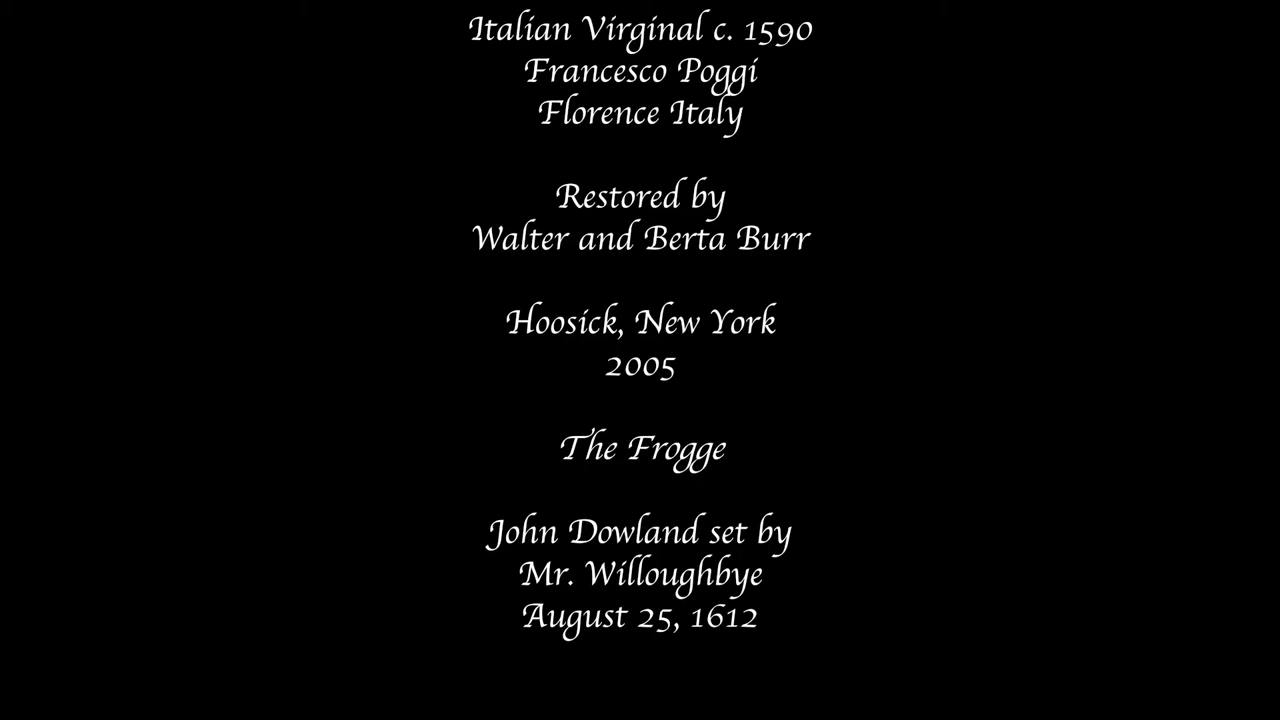 Italian Virginal c. 1590
Francesco Poggi
Florence Italy
Restored by
Walter and Berta Burr
Hoosick, New York
2005
The Frogge
John Dowland set by
Mr. Willoughbye
August 25, 1612